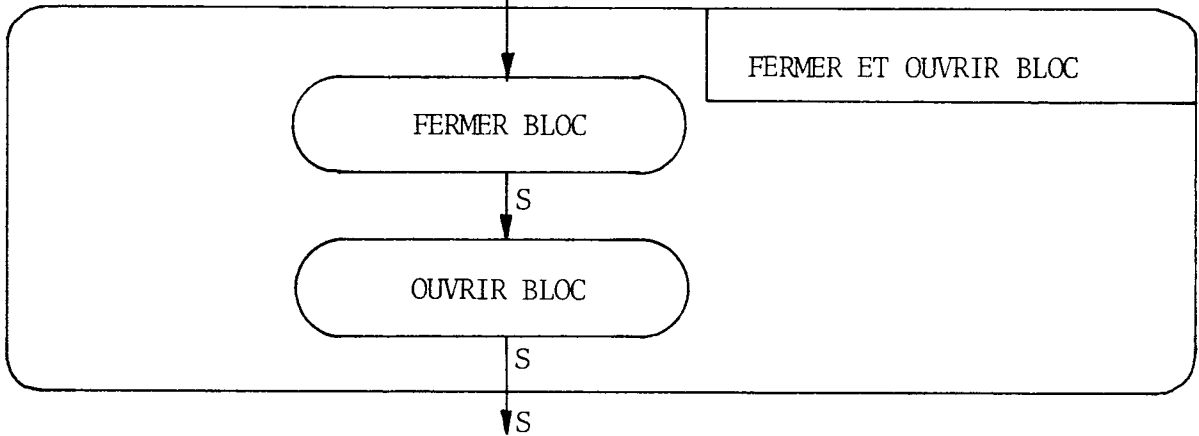 FERMER ET OUVRIR BLOC
FERMER BLOC
S
OUVRIR BLOC
S
S